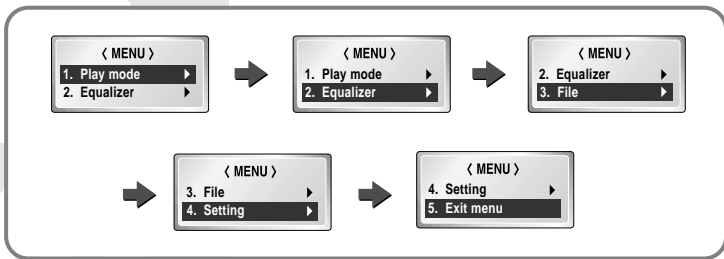 〈 MENU 〉
1. Play mode
2. Equalizer
〈 MENU 〉
1. Play mode
2. Equalizer
〈 MENU 〉
2. Equalizer
3. File
〈 MENU 〉
3. File
4. Setting
〈 MENU 〉
4. Setting
5. Exit menu